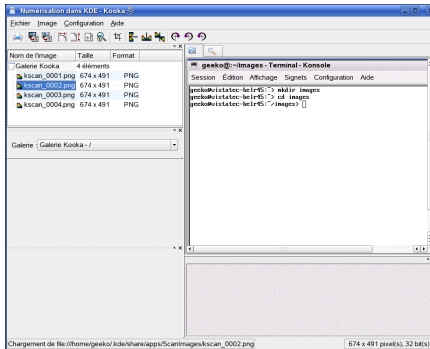 Numérisation dans KDE - Kooka
Fichier Image Configuration Aide
Nom de l'image Taille Format
Galerie Kooka 4 éléments
kscan_0001.png 674 x 491 PNG
kscan_0002.png 674 x 491 PNG
kscan_0003.png 674 x 491 PNG
kscan_0004.png 674 x 491 PNG
Galerie : Galerie Kooka - /
geeko@:~/images - Terminal - Konsole
Session Édition Affichage Signets Configuration Aide
geeko@vistatec-belr45:~> mkdir images
geeko@vistatec-belr45:~> cd images
geeko@vistatec-belr45:~/images>
Chargement de file:///home/geeko/.kde/share/apps/ScanImages/kscan_0002.png
674 x 491 pixel(s), 32 bit(s)